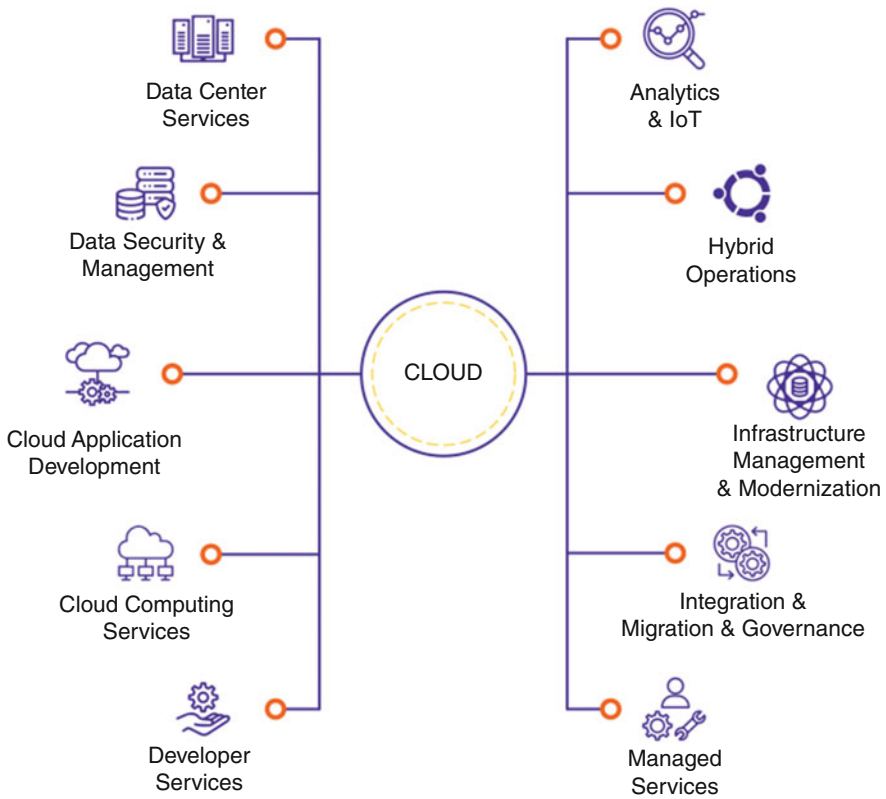 Data Center
Services
Data Security &
Management
Cloud Application
Development
Cloud Computing
Services
Developer
Services
CLOUD
Analytics
& IoT
Hybrid
Operations
Infrastructure
Management
& Modernization
Integration &
Migration & Governance
Managed
Services